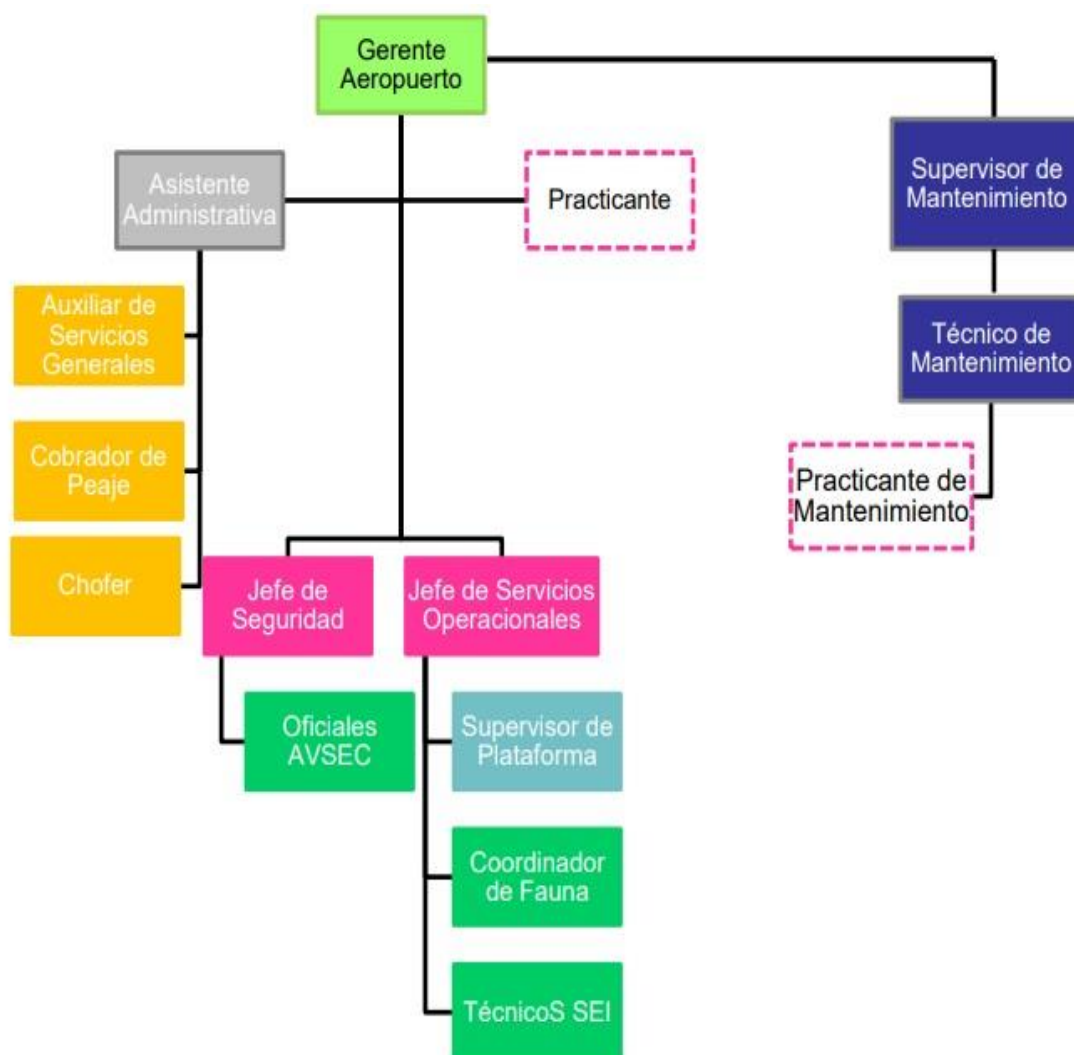 Gerente
Aeropuerto
Asistente
Administrativa
Practicante
Supervisor de
Mantenimiento
Auxiliar de
Servicios
Generales
Técnico de
Mantenimiento
Cobrador de
Peaje
Practicante de
Mantenimiento
Chofer
Jefe de
Seguridad
Jefe de Servicios
Operacionales
Oficiales
AVSEC
Supervisor de
Plataforma
Coordinador
de Fauna
TécnicoS SEI